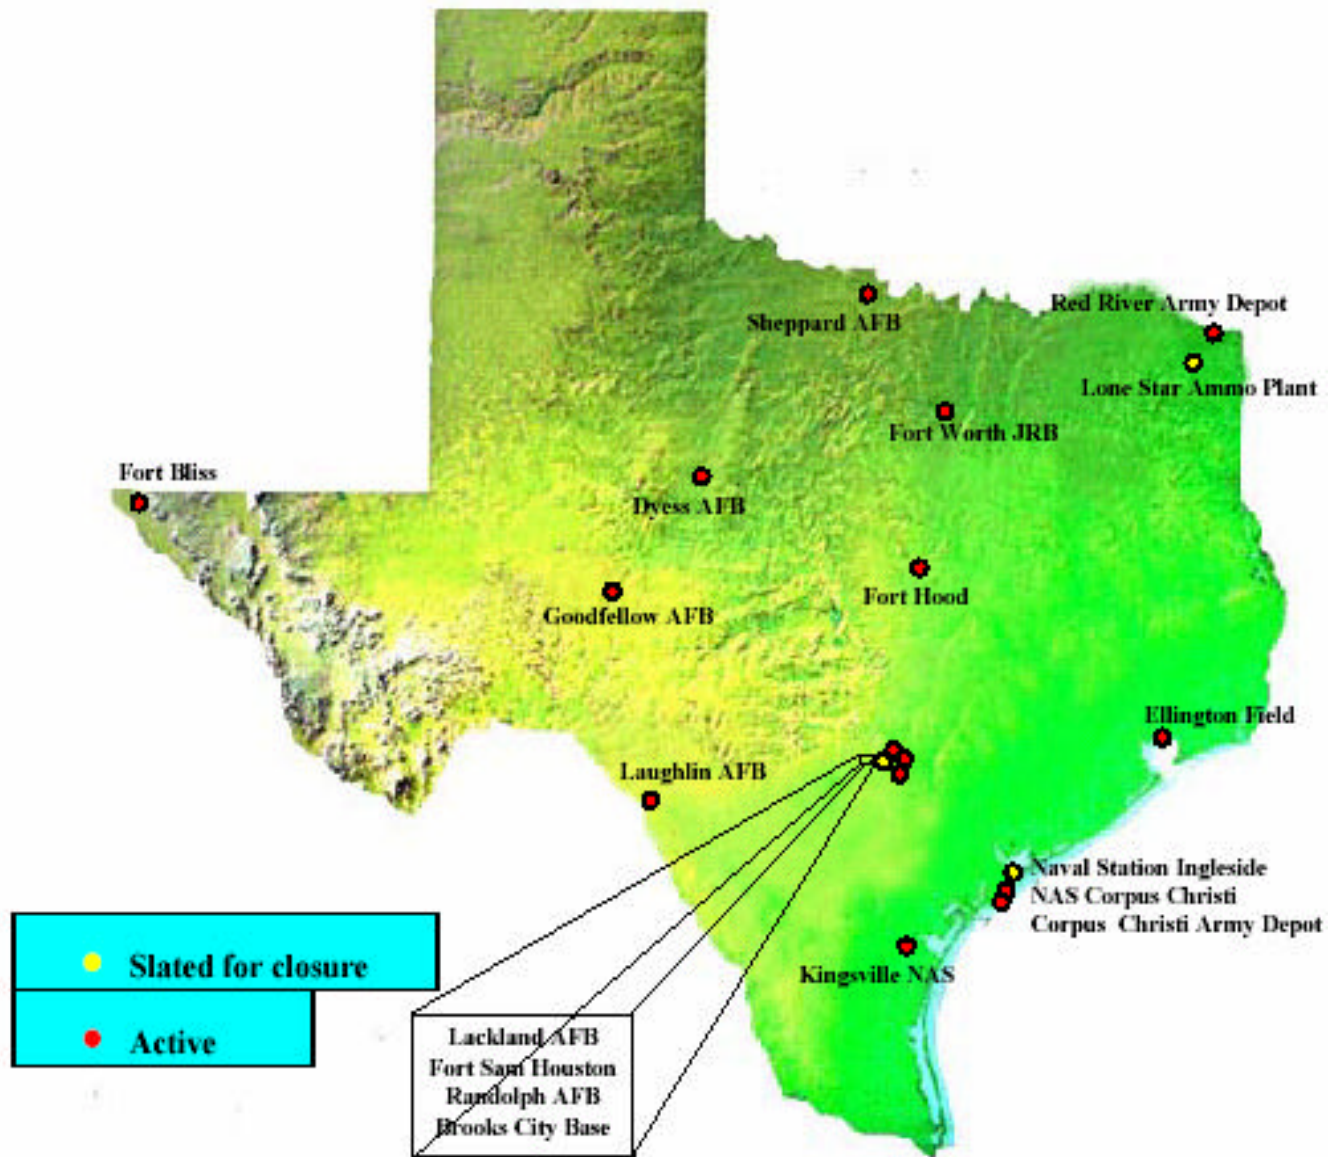 Red River Army Depot
Sheppard AFB
Lone Star Ammo Plant
Fort Worth JRB
Fort Bliss
Dyess AFB
Fort Hood
Goodfellow AFB
Ellington Field
Laughlin AFB
Naval Station Ingleside
NAS Corpus Christi
Corpus Christi Army Depot
Kingsville NAS
Slated for closure
Active
Lackland AFB
Fort Sam Houston
Randolph AFB
Brooks City Base